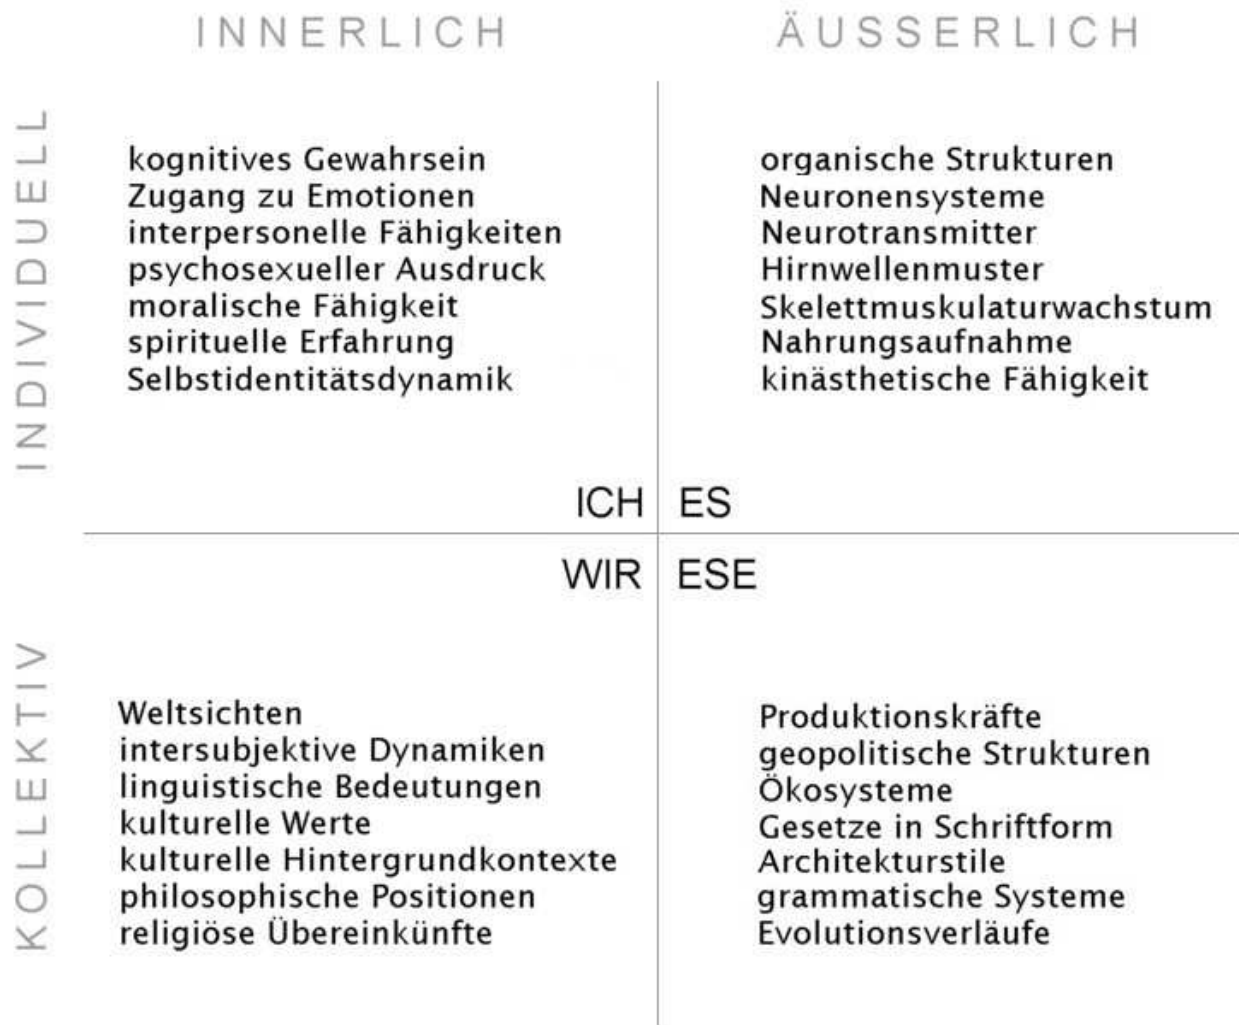 INNERLICH
ÄUSSERLICH
INDIVIDUELL
kognitives Gewahrsein
Zugang zu Emotionen
interpersonelle Fähigkeiten
psychosexueller Ausdruck
moralische Fähigkeit
spirituelle Erfahrung
Selbstidentitätsdynamik
organische Strukturen
Neuronensysteme
Neurotransmitter
Hirnwellenmuster
Skelettmuskulaturwachstum
Nahrungsaufnahme
kinästhetische Fähigkeit
ICH
ES
WIR
ESE
KOLLEKTIV
Weltsichten
intersubjektive Dynamiken
linguistische Bedeutungen
kulturelle Werte
kulturelle Hintergrundkontexte
philosophische Positionen
religiöse Übereinkünfte
Produktionskräfte
geopolitische Strukturen
Ökosysteme
Gesetze in Schriftform
Architekturstile
grammatische Systeme
Evolutionsverläufe